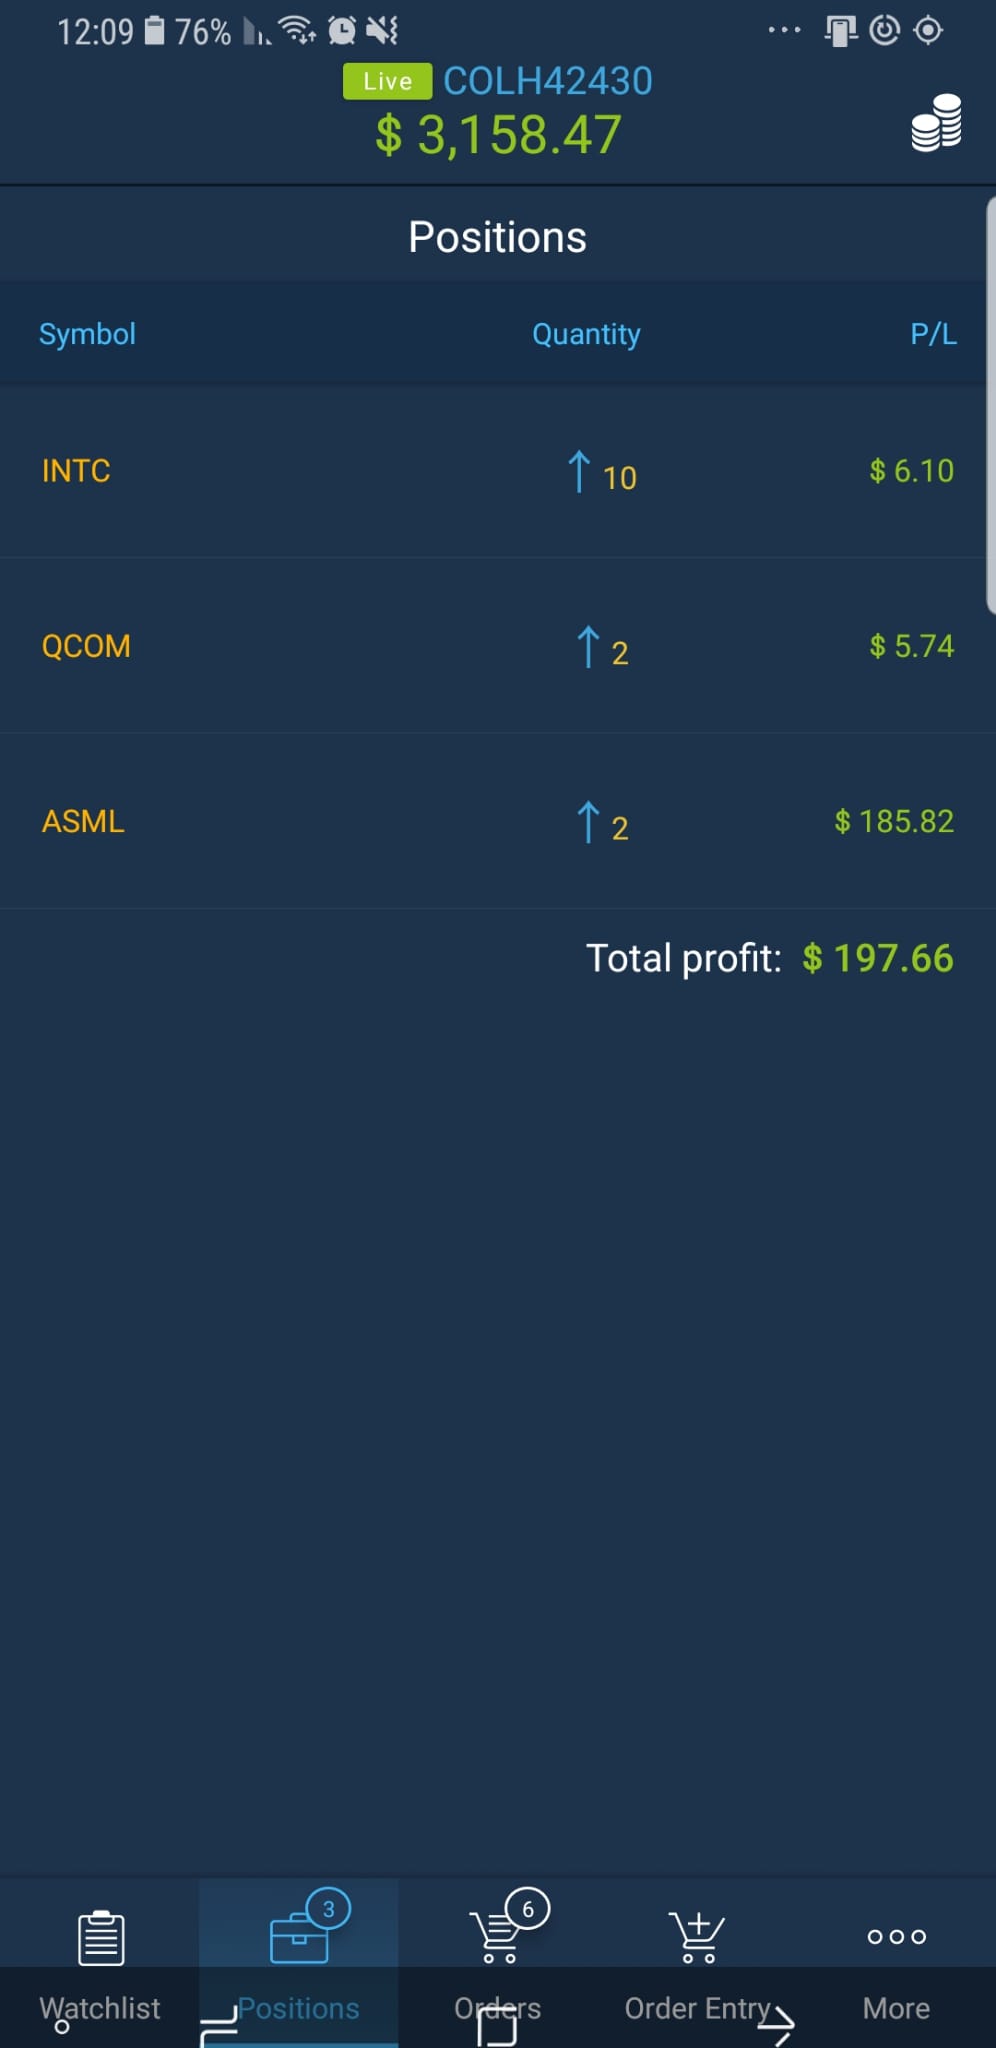 12:09 76%
Live COLH42430
$ 3,158.47
Positions
Symbol Quantity P/L
INTC 10 $ 6.10
QCOM 2 $ 5.74
ASML 2 $ 185.82
Total profit: $ 197.66
3 6
Watchlist Positions Orders Order Entry More